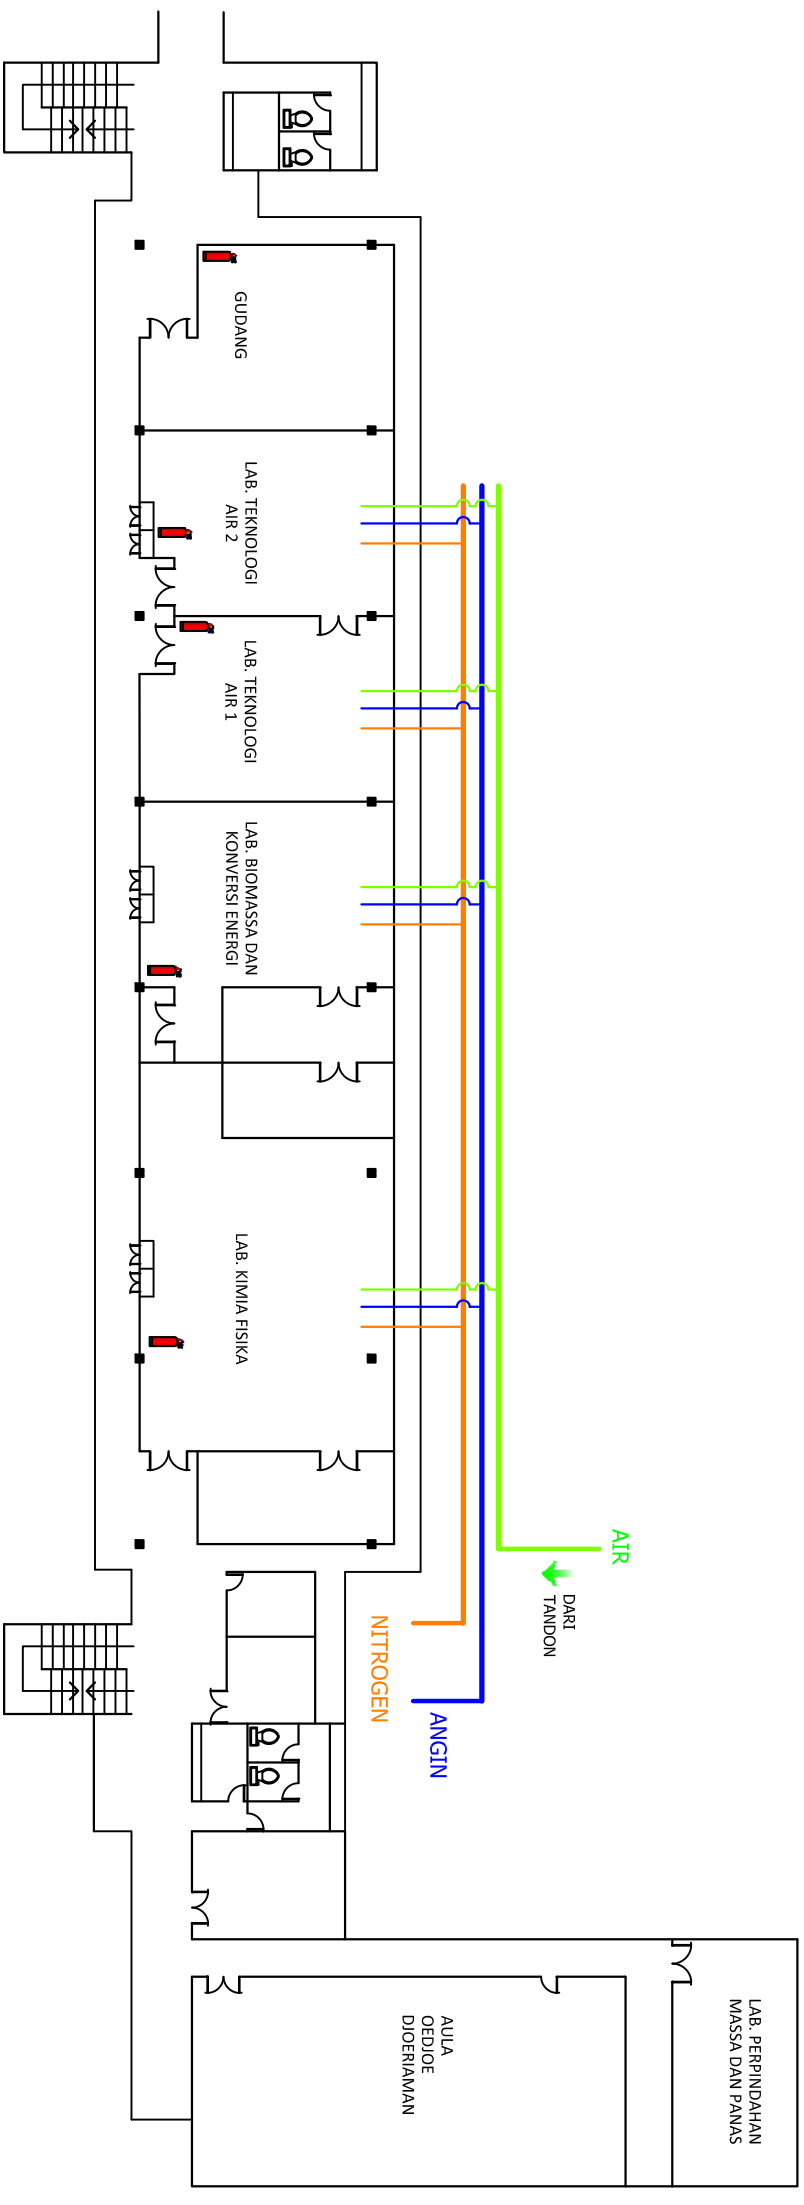 GUDANG
LAB. TEKNOLOGI
AIR 2
LAB. TEKNOLOGI
AIR 1
LAB. BIOMASSA DAN
KONVERSI ENERGI
LAB. KIMIA FISIKA
AIR
DARI
TANDON
NITROGEN
ANGIN
AULA
OEDJOE
DJOERIAMAN
LAB. PERPINDAHAN
MASSA DAN PANAS